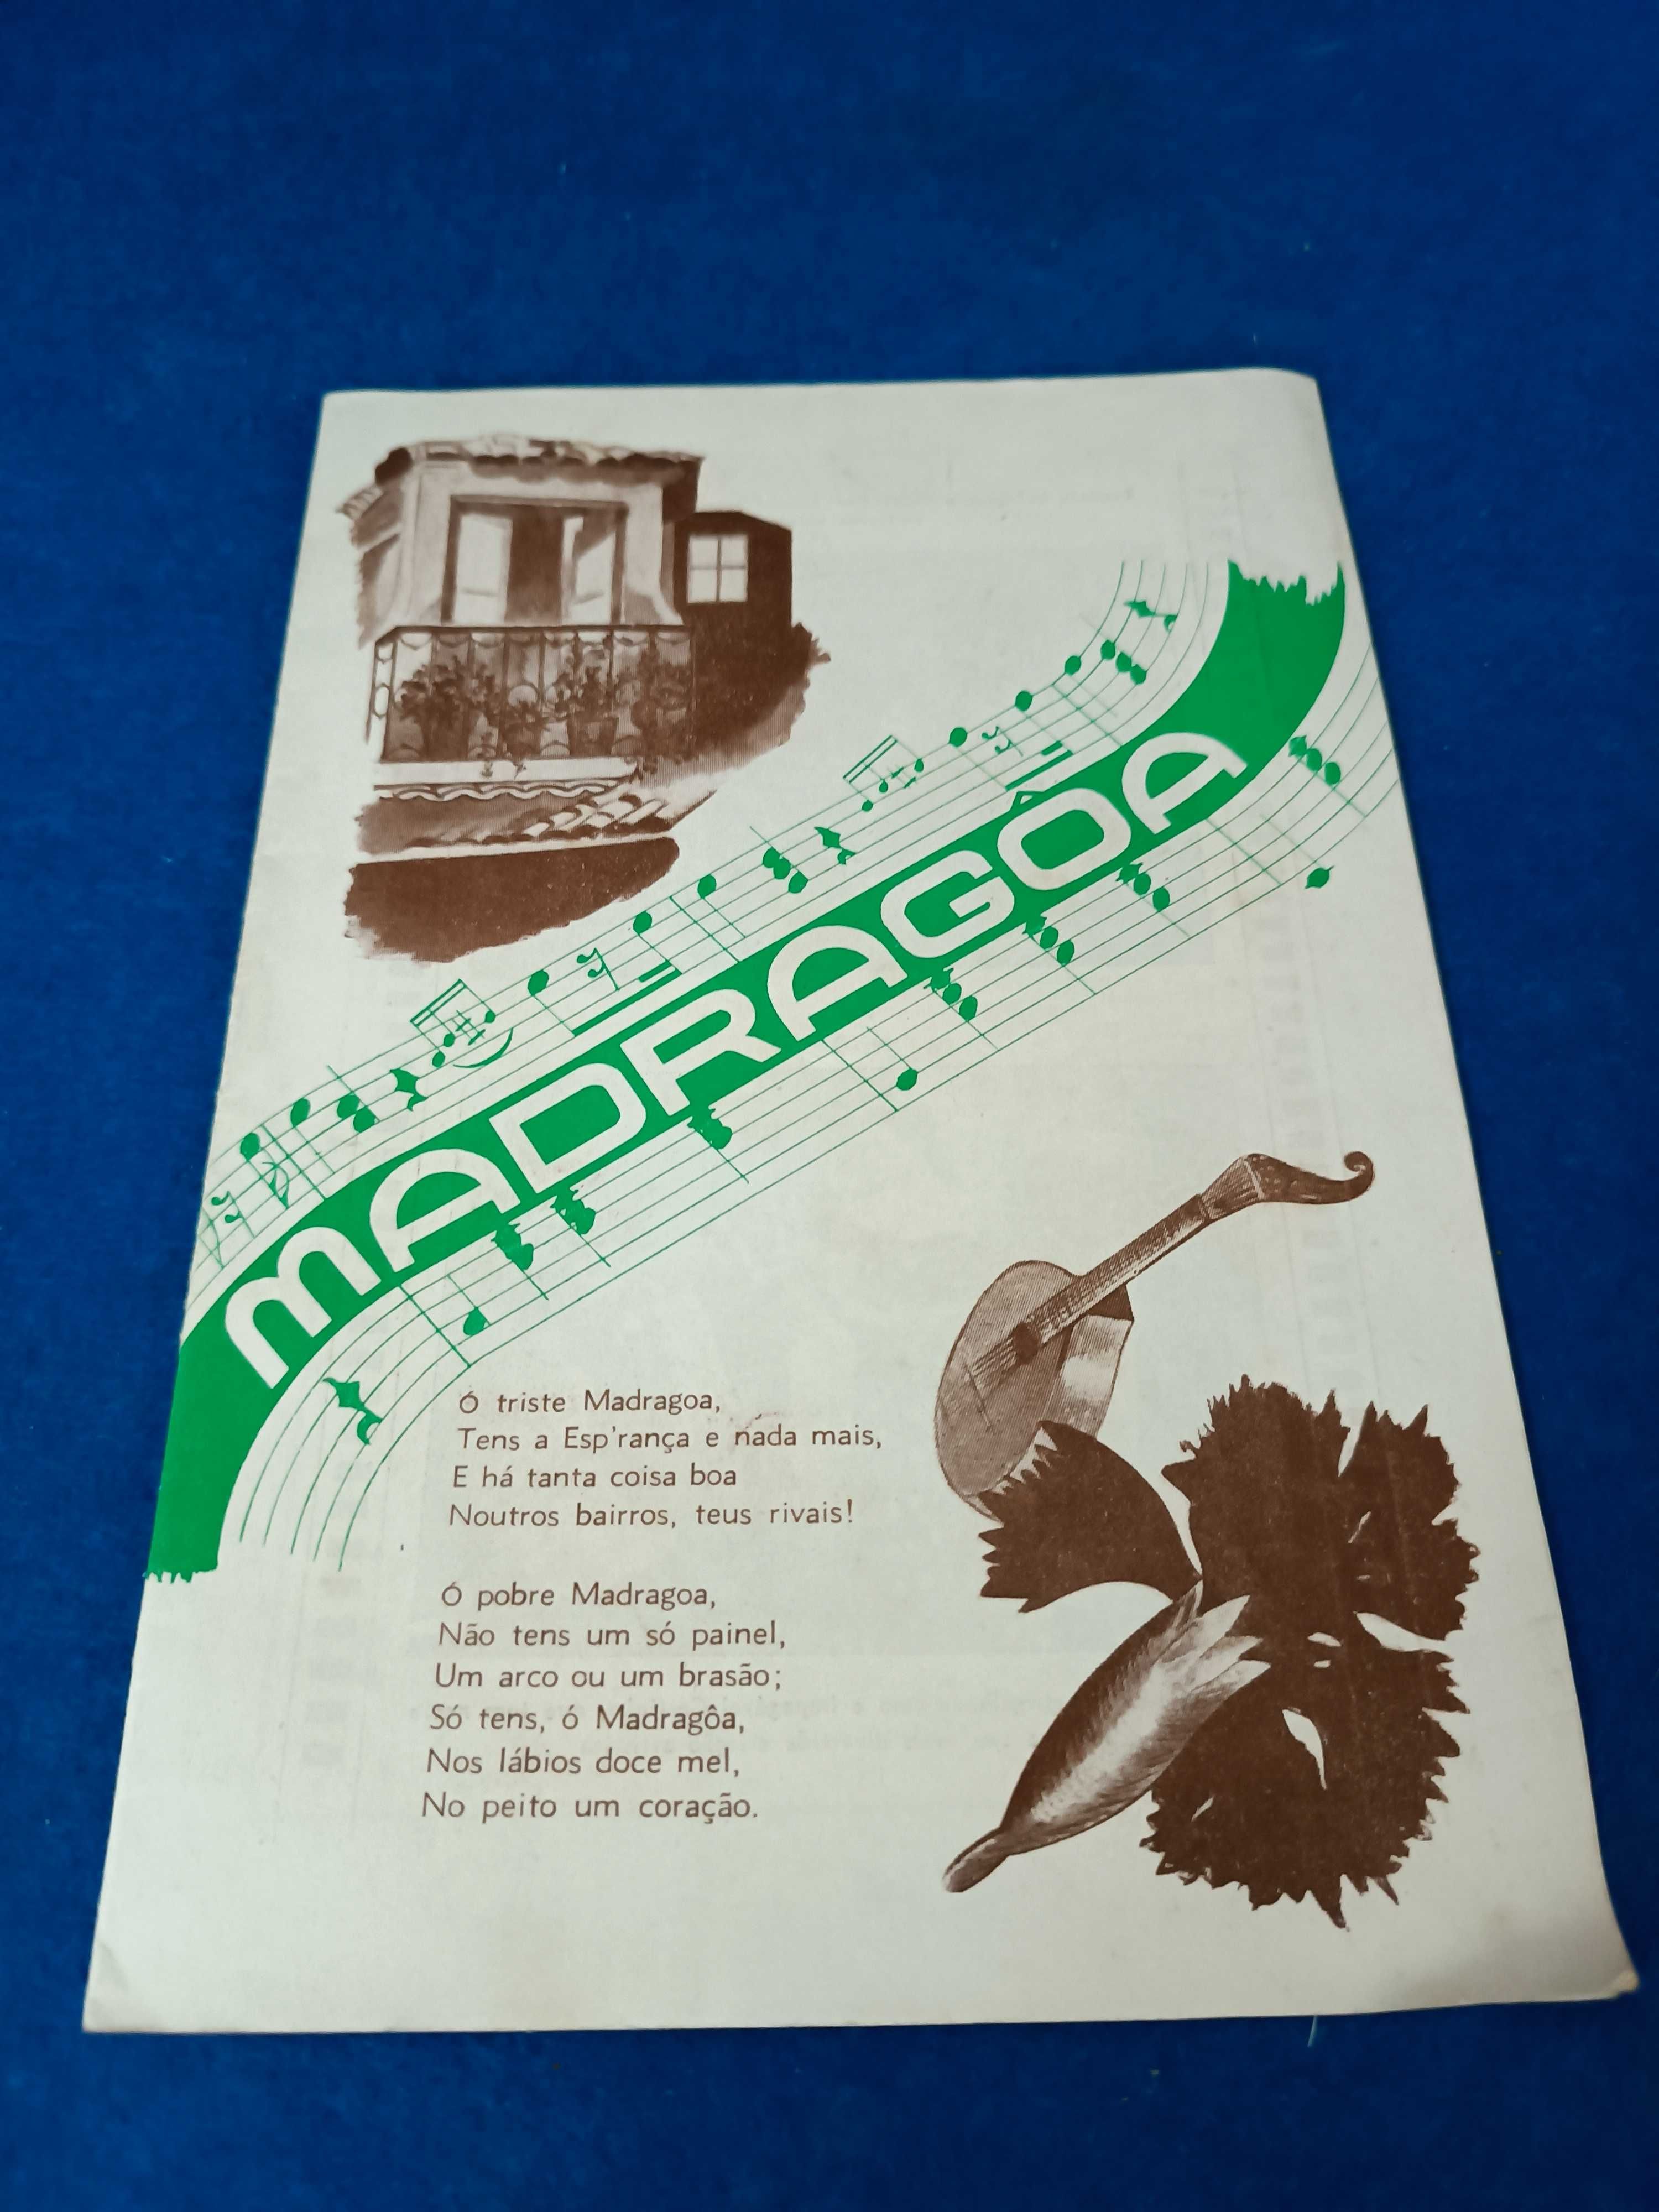 MADRAGÔA
Ó triste Madragoa,
Tens a Esp'rança e nada mais,
E há tanta coisa boa
Noutros bairros, teus rivais!
Ó pobre Madragoa,
Não tens um só painel,
Um arco ou um brasão;
Só tens, ó Madragôa,
Nos lábios doce mel,
No peito um coração.